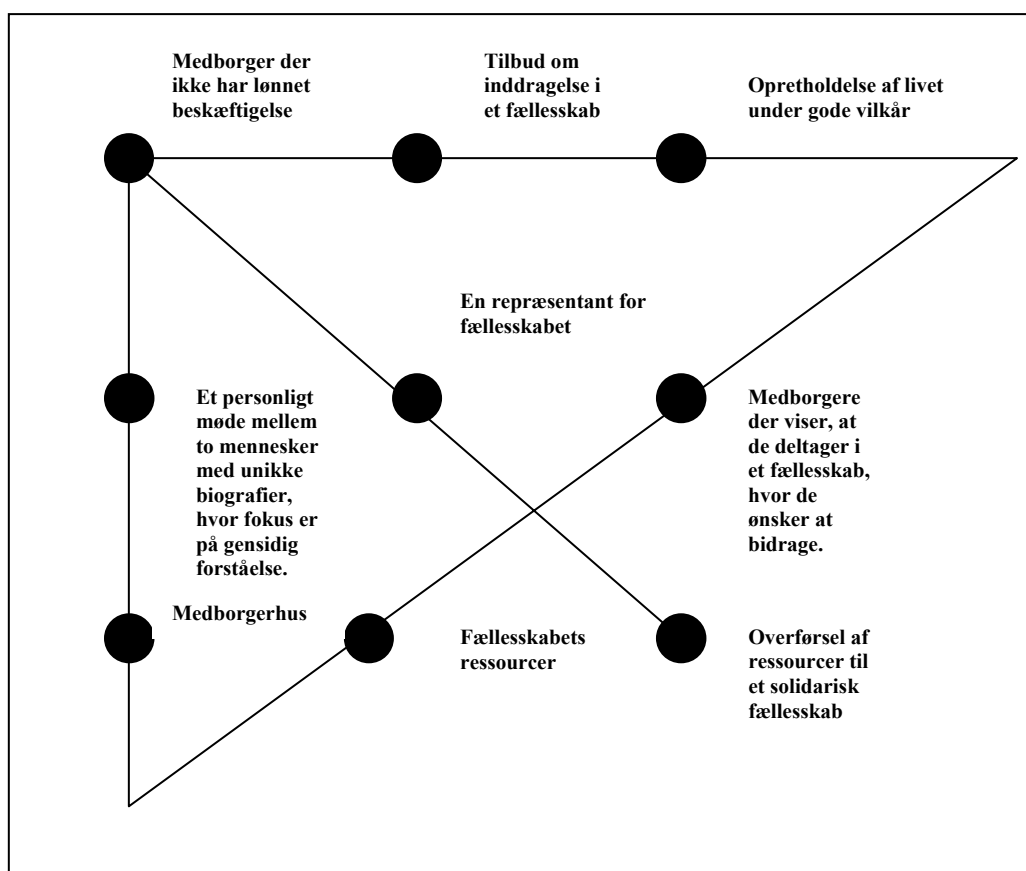 Medborger der
ikke har lønnet
beskæftigelse
Tilbud om
inddragelse i
et fællesskab
Opretholdelse af livet
under gode vilkår
En repræsentant for
fællesskabet
Et personligt
møde mellem
to mennesker
med unikke
biografier,
hvor fokus er
på gensidig
forståelse.
Medborgere
der viser, at
de deltager i
et fællesskab,
hvor de
ønsker at
bidrage.
Medborgerhus
Fællesskabets
ressourcer
Overførsel af
ressourcer til
et solidarisk
fællesskab